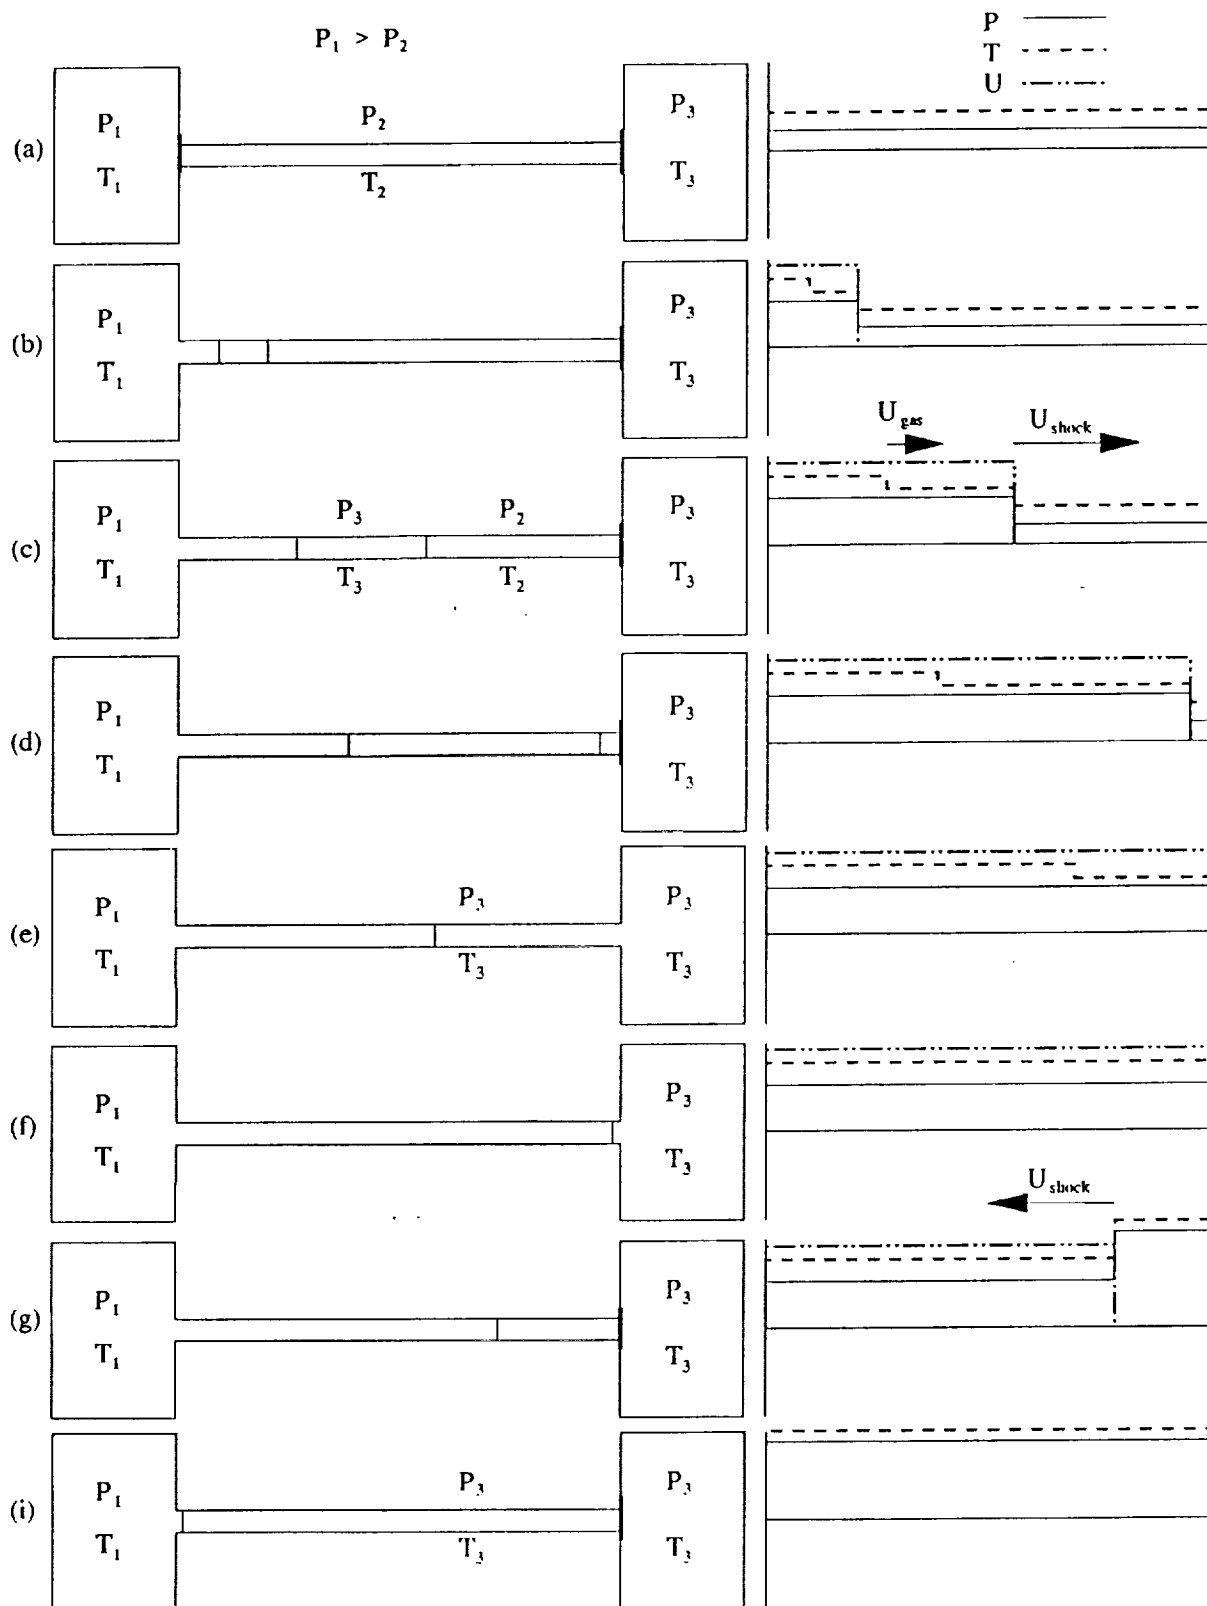 P₁ > P₂
P
T
U
(a)
P₁
T₁
P₂
T₂
P₃
T₃
(b)
P₁
T₁
P₃
T₃
U_gas
U_shock
(c)
P₁
T₁
P₃
T₃
P₂
T₂
P₃
T₃
(d)
P₁
T₁
P₃
T₃
(e)
P₁
T₁
P₃
T₃
P₃
T₃
(f)
P₁
T₁
P₃
T₃
U_shock
(g)
P₁
T₁
P₃
T₃
(i)
P₁
T₁
P₃
T₃
P₃
T₃